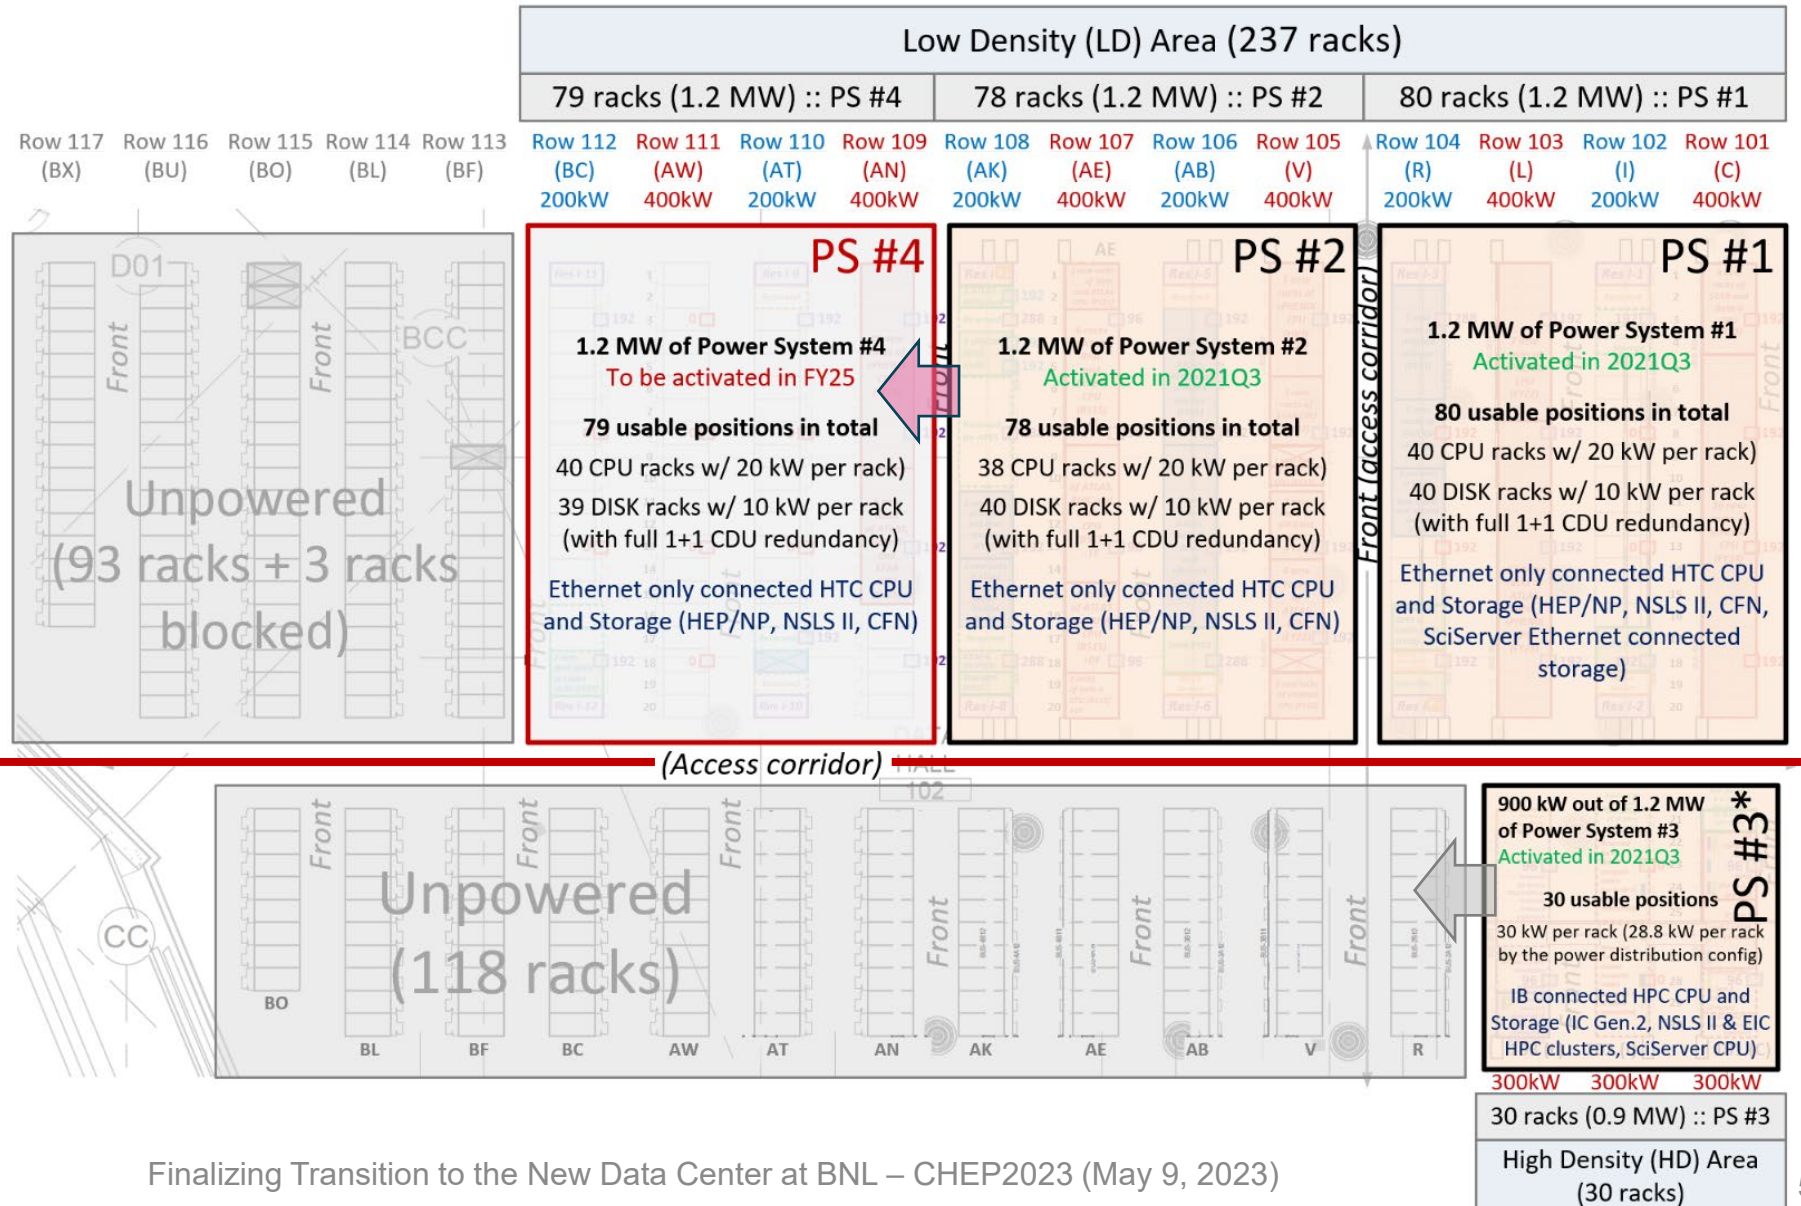 Low Density (LD) Area (237 racks)
79 racks (1.2 MW) :: PS #4
78 racks (1.2 MW) :: PS #2
80 racks (1.2 MW) :: PS #1
Row 117 Row 116 Row 115 Row 114 Row 113 Row 112 Row 111 Row 110 Row 109 Row 108 Row 107 Row 106 Row 105 Row 104 Row 103 Row 102 Row 101
(BX) (BU) (BO) (BL) (BF) (BC) (AW) (AT) (AN) (AK) (AE) (AB) (V) (R) (L) (I) (C)
200kW 400kW 200kW 400kW 200kW 400kW 200kW 400kW 200kW 400kW 200kW 400kW
D01
BCC
Front
Front
Unpowered
(93 racks + 3 racks
blocked)
PS #4
1.2 MW of Power System #4
To be activated in FY25
79 usable positions in total
40 CPU racks w/ 20 kW per rack)
39 DISK racks w/ 10 kW per rack
(with full 1+1 CDU redundancy)
Ethernet only connected HTC CPU
and Storage (HEP/NP, NSLS II, CFN)
Front
Front
Front
PS #2
AE
1.2 MW of Power System #2
Activated in 2021Q3
78 usable positions in total
38 CPU racks w/ 20 kW per rack)
40 DISK racks w/ 10 kW per rack
(with full 1+1 CDU redundancy)
Ethernet only connected HTC CPU
and Storage (HEP/NP, NSLS II, CFN)
Front
Front (access corridor)
PS #1
1.2 MW of Power System #1
Activated in 2021Q3
80 usable positions in total
40 CPU racks w/ 20 kW per rack)
40 DISK racks w/ 10 kW per rack
(with full 1+1 CDU redundancy)
Ethernet only connected HTC CPU
and Storage (HEP/NP, NSLS II, CFN,
SciServer Ethernet connected
storage)
Front
Front
(Access corridor)
HALL
102
CC
Front
Front
Front
Front
Front
Front
Unpowered
(118 racks)
BO
BL BF BC AW AT AN AK AE AB V R
PS #3*
900 kW out of 1.2 MW
of Power System #3
Activated in 2021Q3
30 usable positions
30 kW per rack (28.8 kW per rack
by the power distribution config)
IB connected HPC CPU and
Storage (IC Gen.2, NSLS II & EIC
HPC clusters, SciServer CPU)
300kW 300kW 300kW
30 racks (0.9 MW) :: PS #3
High Density (HD) Area
(30 racks)
Finalizing Transition to the New Data Center at BNL – CHEP2023 (May 9, 2023)